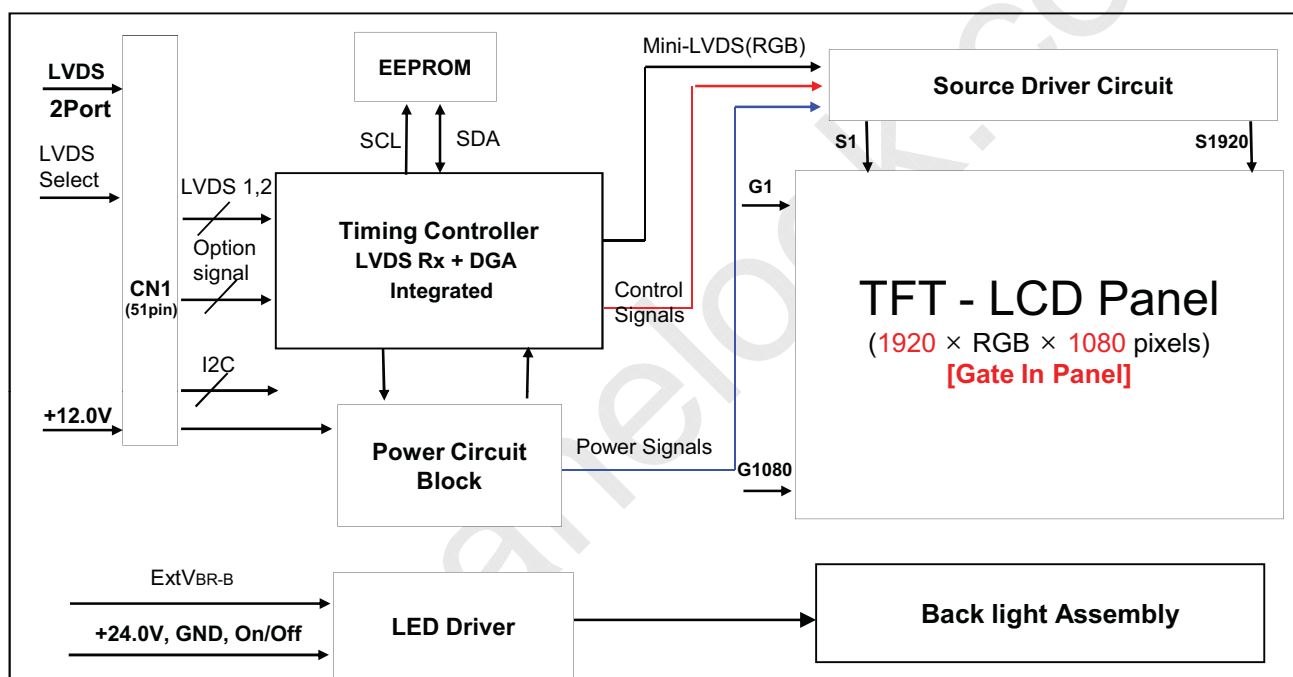 LVDS
2Port
LVDS
Select
+12.0V
CN1
(51pin)
LVDS 1,2
Option
signal
I2C
EEPROM
SCL
SDA
Timing Controller
LVDS Rx + DGA
Integrated
Power Circuit
Block
Mini-LVDS(RGB)
Control
Signals
Power Signals
Source Driver Circuit
S1
S1920
G1
G1080
TFT - LCD Panel
(1920 × RGB × 1080 pixels)
[Gate In Panel]
ExtVBR-B
+24.0V, GND, On/Off
LED Driver
Back light Assembly